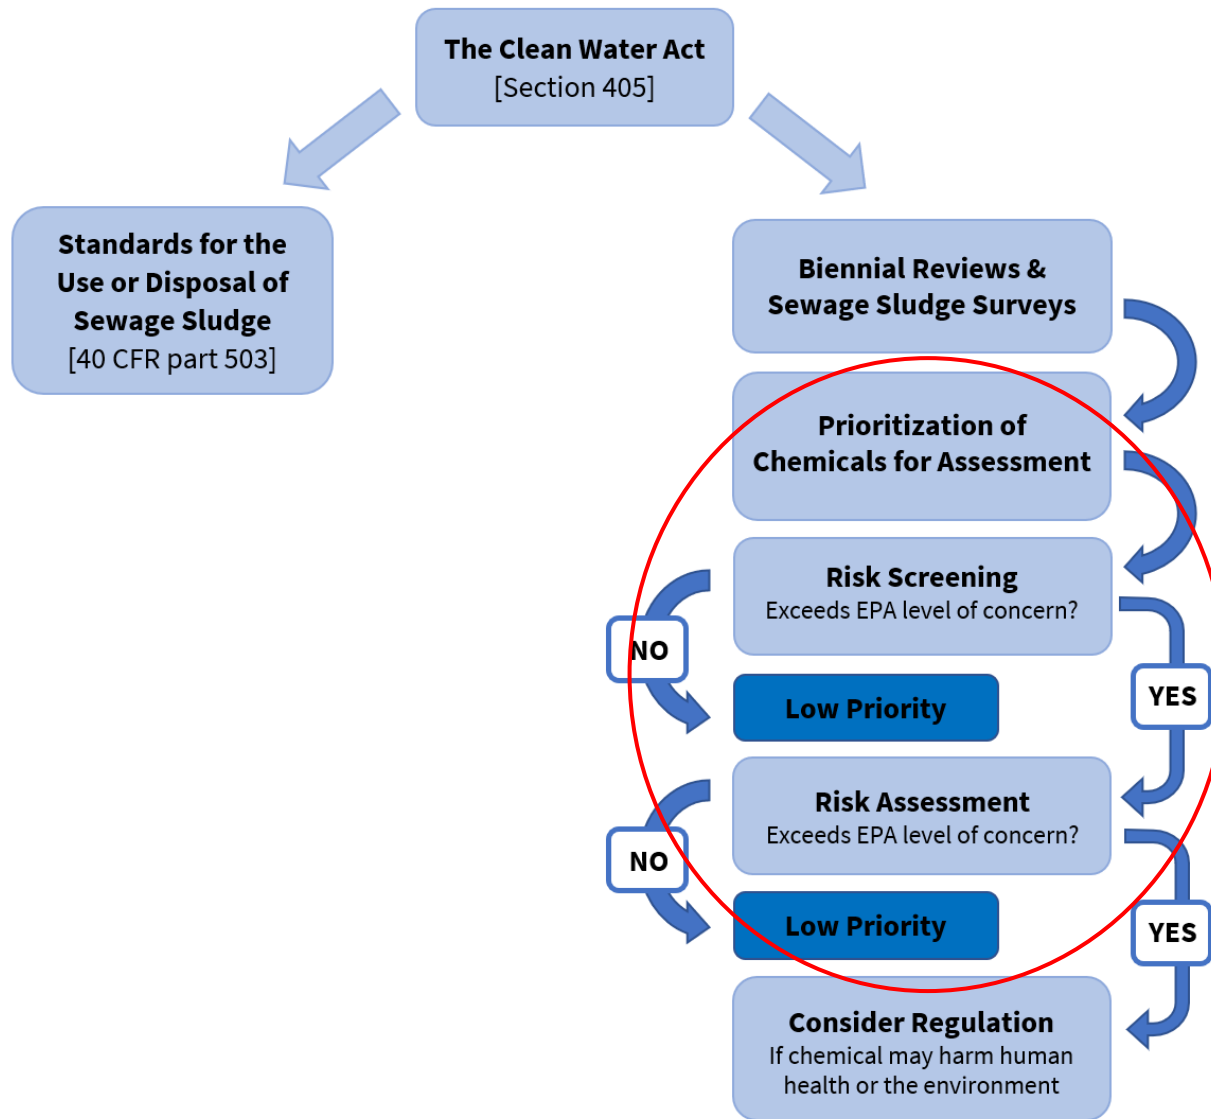 The Clean Water Act
[Section 405]
Standards for the
Use or Disposal of
Sewage Sludge
[40 CFR part 503]
Biennial Reviews &
Sewage Sludge Surveys
Prioritization of
Chemicals for Assessment
Risk Screening
Exceeds EPA level of concern?
NO
YES
Low Priority
Risk Assessment
Exceeds EPA level of concern?
NO
YES
Low Priority
Consider Regulation
If chemical may harm human
health or the environment